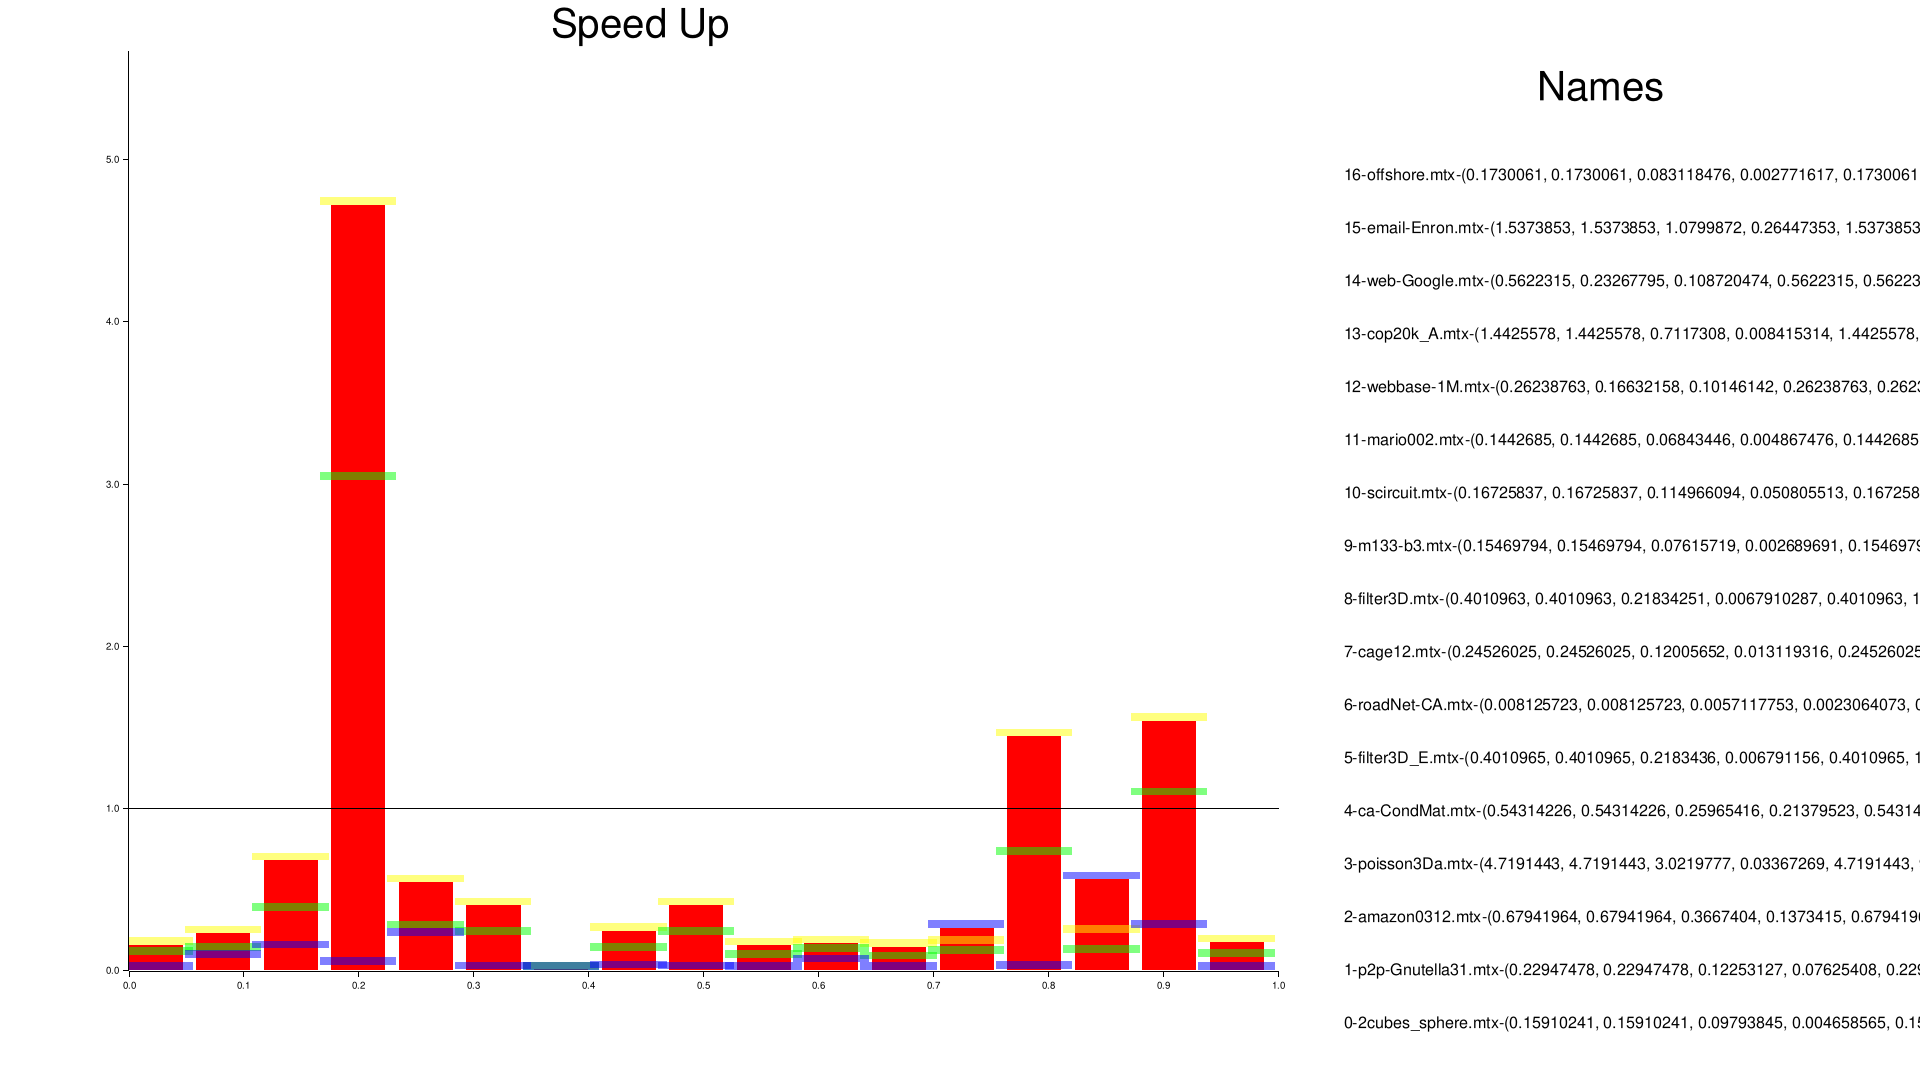 Speed Up
Names
5.0
4.0
3.0
2.0
1.0
0.0
0.0 0.1 0.2 0.3 0.4 0.5 0.6 0.7 0.8 0.9 1.0
16-offshore.mtx-(0.1730061, 0.1730061, 0.083118476, 0.002771617, 0.1730061
15-email-Enron.mtx-(1.5373853, 1.5373853, 1.0799872, 0.26447353, 1.5373853
14-web-Google.mtx-(0.5622315, 0.23267795, 0.108720474, 0.5622315, 0.56223
13-cop20k_A.mtx-(1.4425578, 1.4425578, 0.7117308, 0.008415314, 1.4425578,
12-webbase-1M.mtx-(0.26238763, 0.16632158, 0.10146142, 0.26238763, 0.2623
11-mario002.mtx-(0.1442685, 0.1442685, 0.06843446, 0.004867476, 0.1442685
10-scircuit.mtx-(0.16725837, 0.16725837, 0.114966094, 0.050805513, 0.167258
9-m133-b3.mtx-(0.15469794, 0.15469794, 0.07615719, 0.002689691, 0.1546979
8-filter3D.mtx-(0.4010963, 0.4010963, 0.21834251, 0.0067910287, 0.4010963, 1
7-cage12.mtx-(0.24526025, 0.24526025, 0.12005652, 0.013119316, 0.24526025
6-roadNet-CA.mtx-(0.008125723, 0.008125723, 0.0057117753, 0.0023064073, 0
5-filter3D_E.mtx-(0.4010965, 0.4010965, 0.2183436, 0.006791156, 0.4010965, 1
4-ca-CondMat.mtx-(0.54314226, 0.54314226, 0.25965416, 0.21379523, 0.54314
3-poisson3Da.mtx-(4.7191443, 4.7191443, 3.0219777, 0.03367269, 4.7191443,
2-amazon0312.mtx-(0.67941964, 0.67941964, 0.3667404, 0.1373415, 0.6794196
1-p2p-Gnutella31.mtx-(0.22947478, 0.22947478, 0.12253127, 0.07625408, 0.229
0-2cubes_sphere.mtx-(0.15910241, 0.15910241, 0.09793845, 0.004658565, 0.15